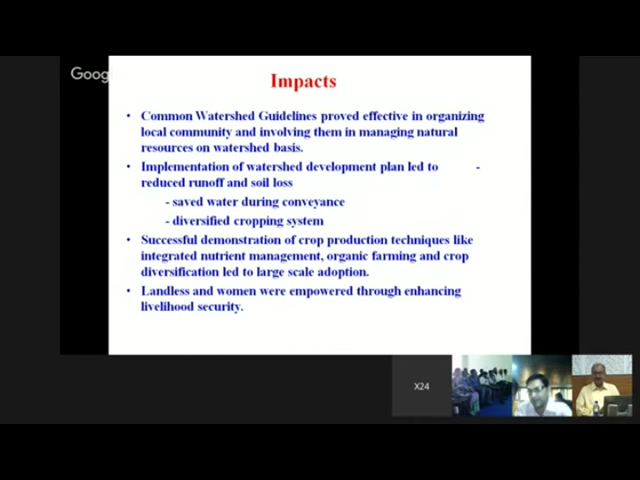 Goog
Impacts
• Common Watershed Guidelines proved effective in organizing
local community and involving them in managing natural
resources on watershed basis.
• Implementation of watershed development plan led to -
reduced runoff and soil loss
- saved water during conveyance
- diversified cropping system
• Successful demonstration of crop production techniques like
integrated nutrient management, organic farming and crop
diversification led to large scale adoption.
• Landless and women were empowered through enhancing
livelihood security.
X24